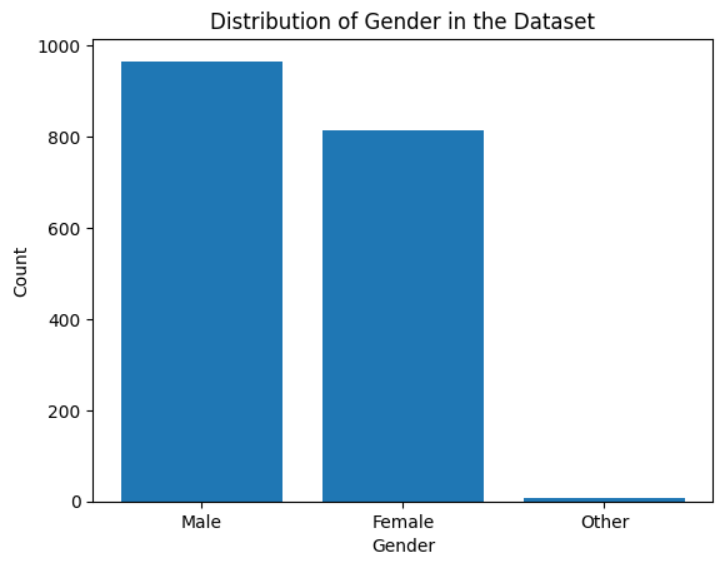 Distribution of Gender in the Dataset
1000
800
600
400
200
0
Count
Male Female Other
Gender